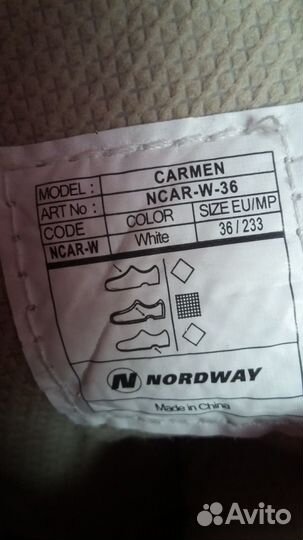 MODEL : CARMEN
ART No : NCAR-W-36
CODE COLOR SIZE EU/MP
NCAR-W White 36 / 233
NORDWAY
Made in China
Avito